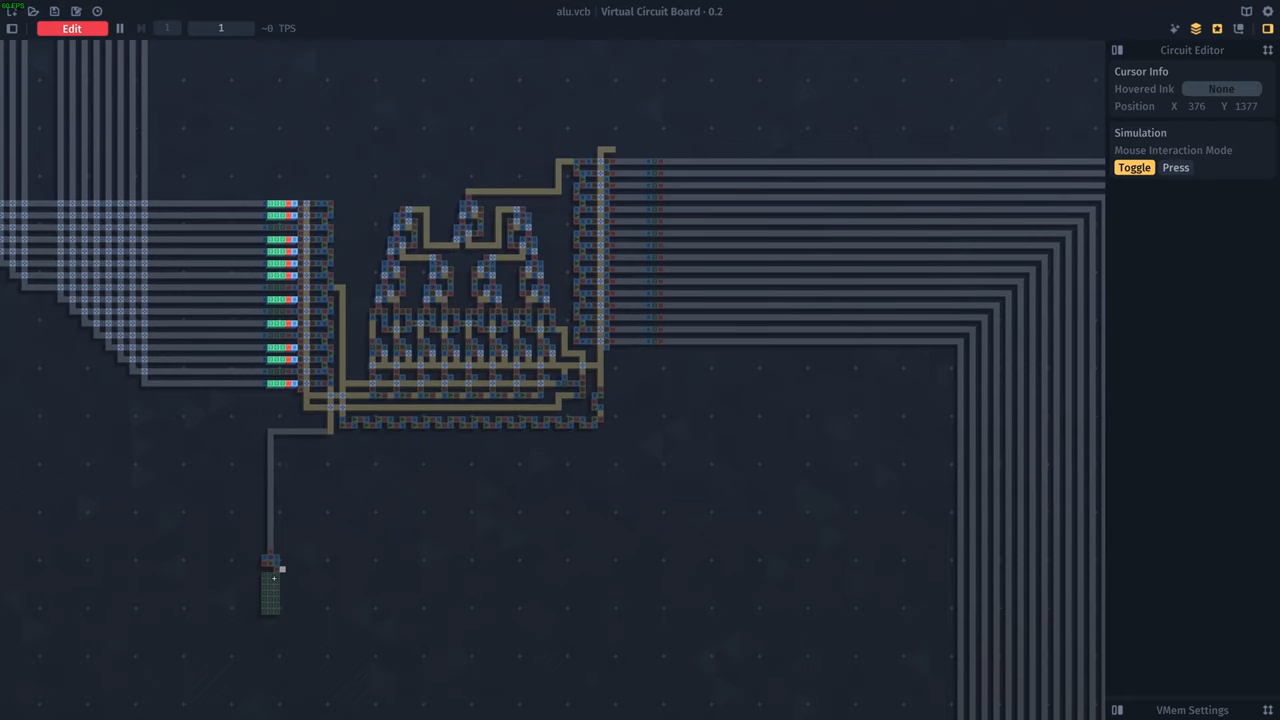 60 FPS
alu.vcb | Virtual Circuit Board · 0.2
Edit 1 1 ~0 TPS
Circuit Editor
Cursor Info
Hovered Ink None
Position X 376 Y 1377
Simulation
Mouse Interaction Mode
Toggle Press
VMem Settings